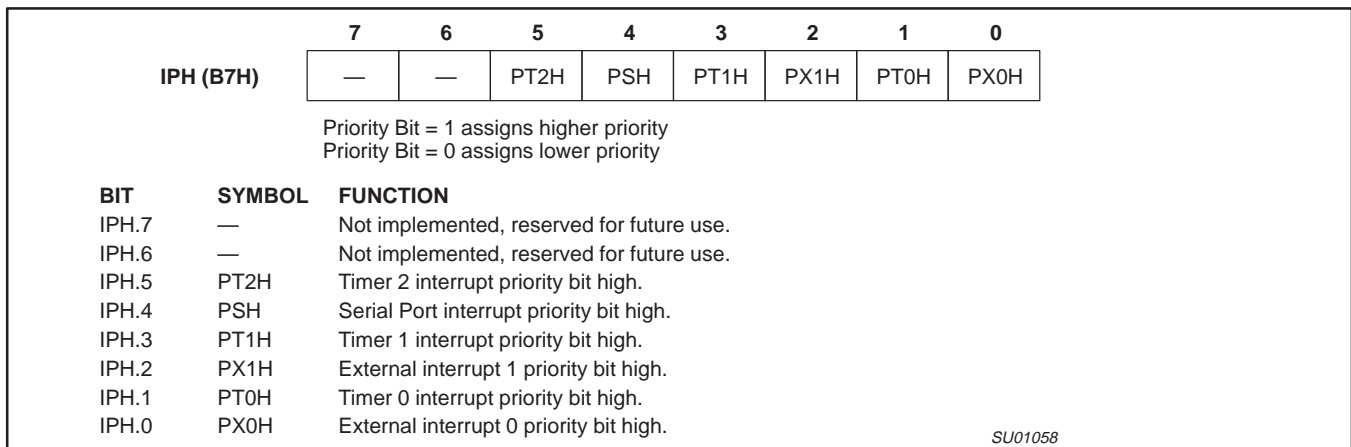 7 6 5 4 3 2 1 0
IPH (B7H) — — PT2H PSH PT1H PX1H PT0H PX0H
Priority Bit = 1 assigns higher priority
Priority Bit = 0 assigns lower priority
BIT SYMBOL FUNCTION
IPH.7 — Not implemented, reserved for future use.
IPH.6 — Not implemented, reserved for future use.
IPH.5 PT2H Timer 2 interrupt priority bit high.
IPH.4 PSH Serial Port interrupt priority bit high.
IPH.3 PT1H Timer 1 interrupt priority bit high.
IPH.2 PX1H External interrupt 1 priority bit high.
IPH.1 PT0H Timer 0 interrupt priority bit high.
IPH.0 PX0H External interrupt 0 priority bit high.
SU01058